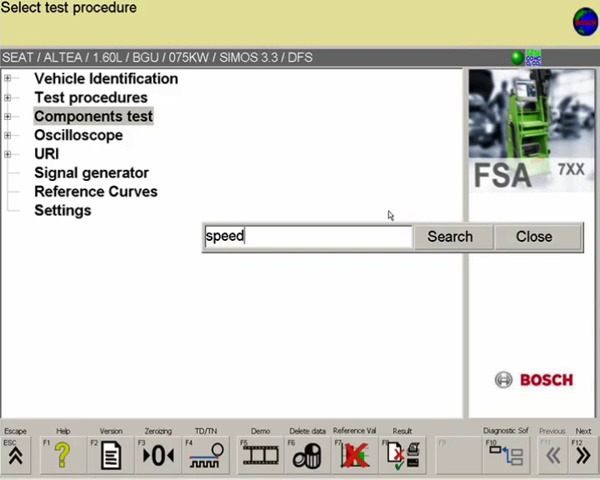 Select test procedure
SEAT / ALTEA / 1.60L / BGU / 075KW / SIMOS 3.3 / DFS
Vehicle Identification
Test procedures
Components test
Oscilloscope
URI
Signal generator
Reference Curves
Settings
speed
Search
Close
FSA 7XX
BOSCH
Escape
Help
Version
Zeroizing
TD/TN
Demo
Delete data
Reference Val
Result
Diagnostic Sof
Previous
Next
ESC
F1
F2
F3
F4
F5
F6
F7
F8
F9
F10
F11
F12